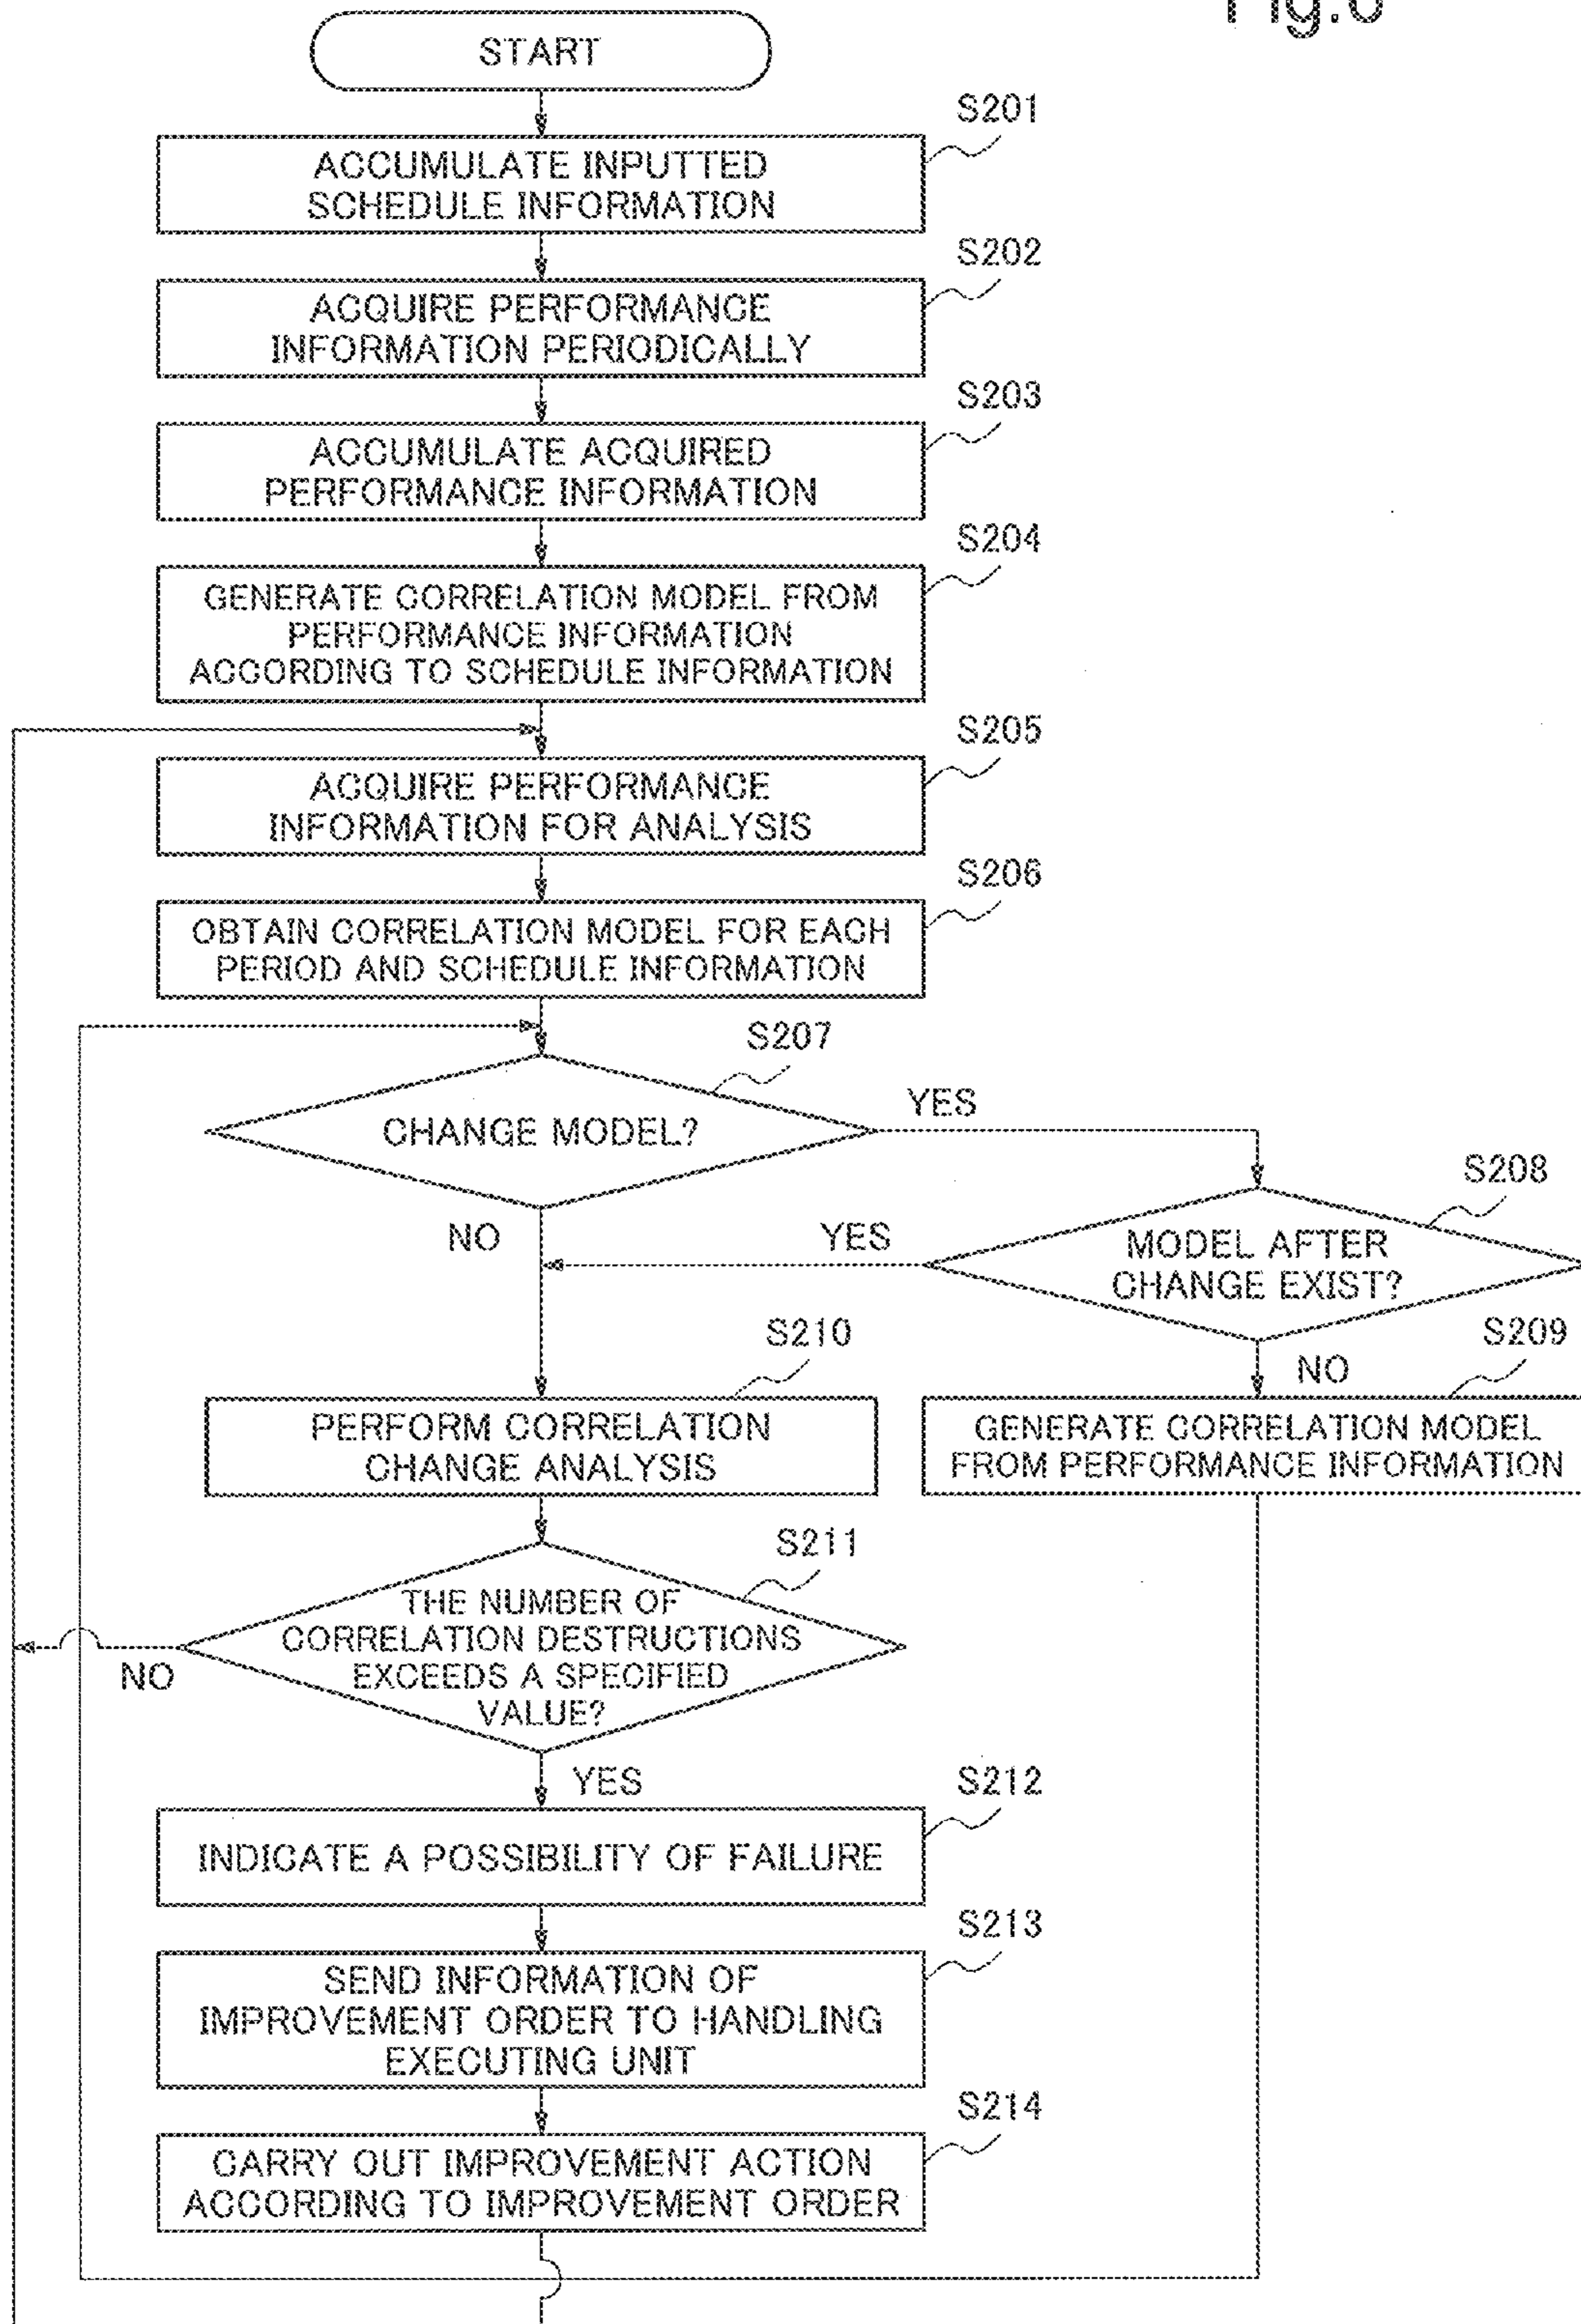 START
S201
ACCUMULATE INPUTTED
SCHEDULE INFORMATION
S202
ACQUIRE PERFORMANCE
INFORMATION PERIODICALLY
S203
ACCUMULATE ACQUIRED
PERFORMANCE INFORMATION
S204
GENERATE CORRELATION MODEL FROM
PERFORMANCE INFORMATION
ACCORDING TO SCHEDULE INFORMATION
S205
ACQUIRE PERFORMANCE
INFORMATION FOR ANALYSIS
S206
OBTAIN CORRELATION MODEL FOR EACH
PERIOD AND SCHEDULE INFORMATION
S207
CHANGE MODEL?
YES
S208
MODEL AFTER
CHANGE EXIST?
YES
NO
S209
NO
GENERATE CORRELATION MODEL
FROM PERFORMANCE INFORMATION
S210
PERFORM CORRELATION
CHANGE ANALYSIS
S211
THE NUMBER OF
CORRELATION DESTRUCTIONS
EXCEEDS A SPECIFIED
VALUE?
NO
YES
S212
INDICATE A POSSIBILITY OF FAILURE
S213
SEND INFORMATION OF
IMPROVEMENT ORDER TO HANDLING
EXECUTING UNIT
S214
CARRY OUT IMPROVEMENT ACTION
ACCORDING TO IMPROVEMENT ORDER